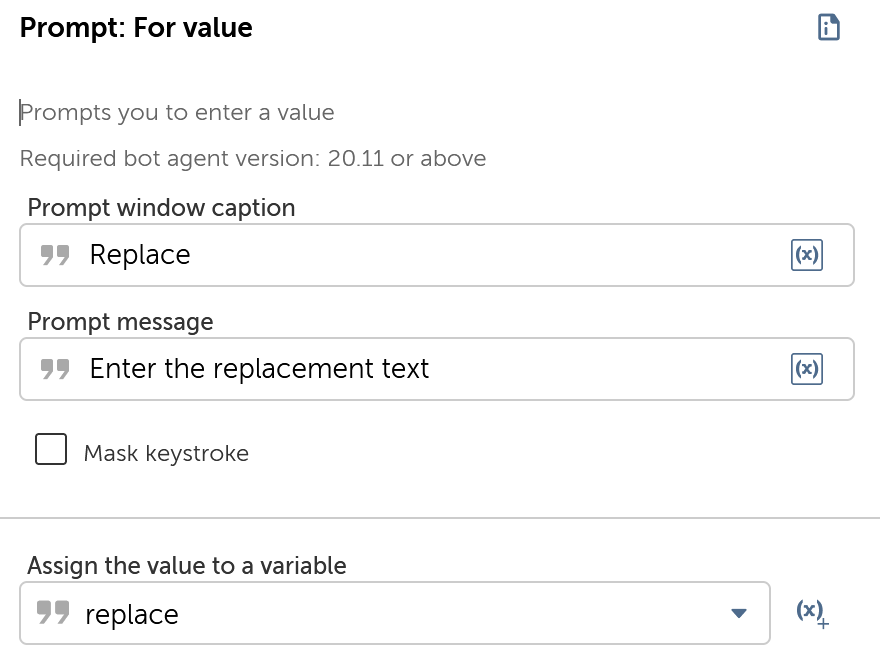 Prompt: For value
Prompts you to enter a value
Required bot agent version: 20.11 or above
Prompt window caption
Replace
(x)
Prompt message
Enter the replacement text
(x)
Mask keystroke
Assign the value to a variable
replace
(x)+